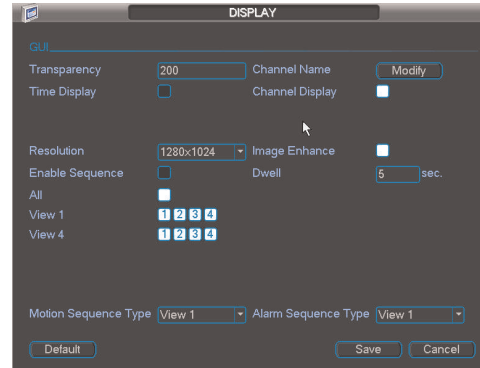 DISPLAY
GUI
Transparency 200 Channel Name Modify
Time Display Channel Display
Resolution 1280×1024 Image Enhance
Enable Sequence Dwell 5 sec.
All
View 1 1 2 3 4
View 4 1 2 3 4
Motion Sequence Type View 1 Alarm Sequence Type View 1
Default Save Cancel